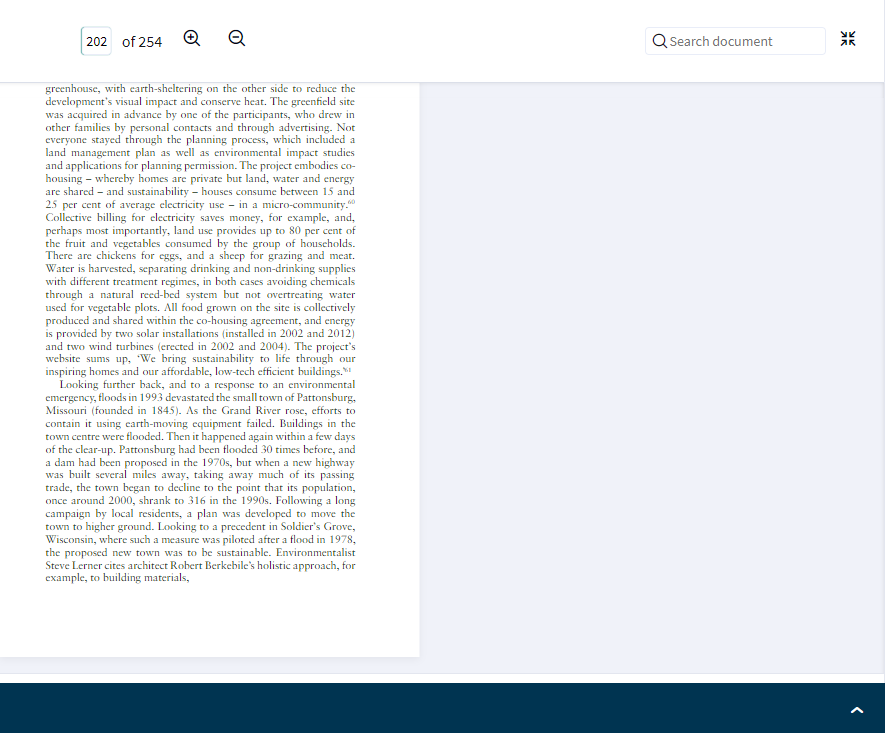 202 of 254
Search document
greenhouse, with earth-sheltering on the other side to reduce the
development's visual impact and conserve heat. The greenfield site
was acquired in advance by one of the participants, who drew in
other families by personal contacts and through advertising. Not
everyone stayed through the planning process, which included a
land management plan as well as environmental impact studies
and applications for planning permission. The project embodies co-
housing – whereby homes are private but land, water and energy
are shared – and sustainability – houses consume between 15 and
25 per cent of average electricity use – in a micro-community.60
Collective billing for electricity saves money, for example, and,
perhaps most importantly, land use provides up to 80 per cent of
the fruit and vegetables consumed by the group of households.
There are chickens for eggs, and a sheep for grazing and meat.
Water is harvested, separating drinking and non-drinking supplies
with different treatment regimes, in both cases avoiding chemicals
through a natural reed-bed system but not overtreating water
used for vegetable plots. All food grown on the site is collectively
produced and shared within the co-housing agreement, and energy
is provided by two solar installations (installed in 2002 and 2012)
and two wind turbines (erected in 2002 and 2004). The project's
website sums up, 'We bring sustainability to life through our
inspiring homes and our affordable, low-tech efficient buildings.'61
Looking further back, and to a response to an environmental
emergency, floods in 1993 devastated the small town of Pattonsburg,
Missouri (founded in 1845). As the Grand River rose, efforts to
contain it using earth-moving equipment failed. Buildings in the
town centre were flooded. Then it happened again within a few days
of the clear-up. Pattonsburg had been flooded 30 times before, and
a dam had been proposed in the 1970s, but when a new highway
was built several miles away, taking away much of its passing
trade, the town began to decline to the point that its population,
once around 2000, shrank to 316 in the 1990s. Following a long
campaign by local residents, a plan was developed to move the
town to higher ground. Looking to a precedent in Soldier's Grove,
Wisconsin, where such a measure was piloted after a flood in 1978,
the proposed new town was to be sustainable. Environmentalist
Steve Lerner cites architect Robert Berkebile's holistic approach, for
example, to building materials,